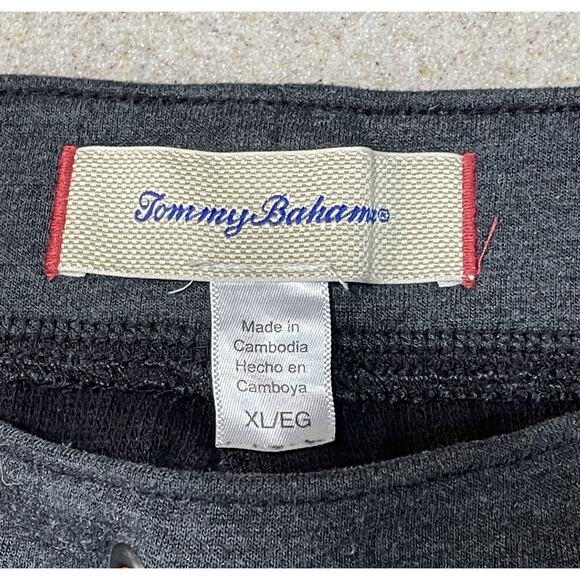 Tommy Bahama®
Made in
Cambodia
Hecho en
Camboya
XL/EG